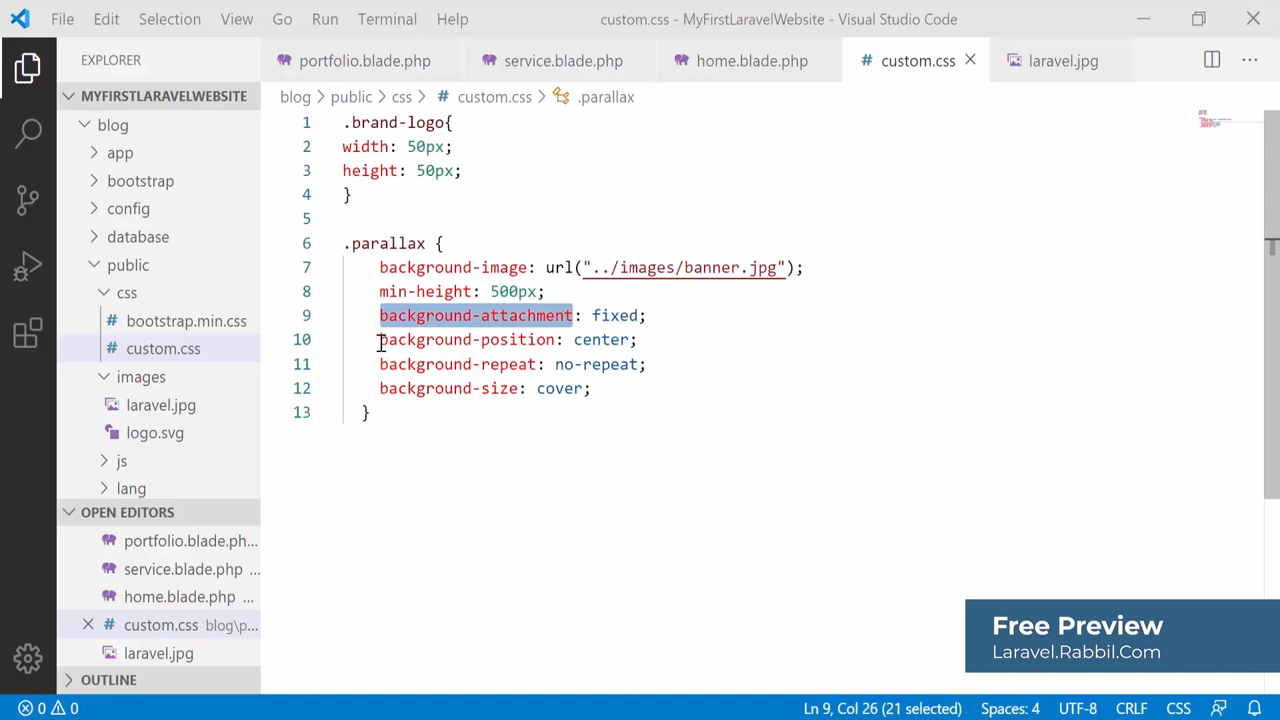 File Edit Selection View Go Run Terminal Help custom.css - MyFirstLaravelWebsite - Visual Studio Code
EXPLORER
portfolio.blade.php service.blade.php home.blade.php # custom.css laravel.jpg
MYFIRSTLARAVELWEBSITE
blog > public > css > # custom.css > .parallax
blog
app
bootstrap
config
database
public
css
# bootstrap.min.css
# custom.css
images
laravel.jpg
logo.svg
js
lang
OPEN EDITORS
portfolio.blade.ph...
service.blade.php ...
home.blade.php ...
# custom.css blog\p...
laravel.jpg
OUTLINE
1 .brand-logo{
2 width: 50px;
3 height: 50px;
4 }
5
6 .parallax {
7 background-image: url("../images/banner.jpg");
8 min-height: 500px;
9 background-attachment: fixed;
10 background-position: center;
11 background-repeat: no-repeat;
12 background-size: cover;
13 }
Free Preview
Laravel.Rabbil.Com
0 0 Ln 9, Col 26 (21 selected) Spaces: 4 UTF-8 CRLF CSS